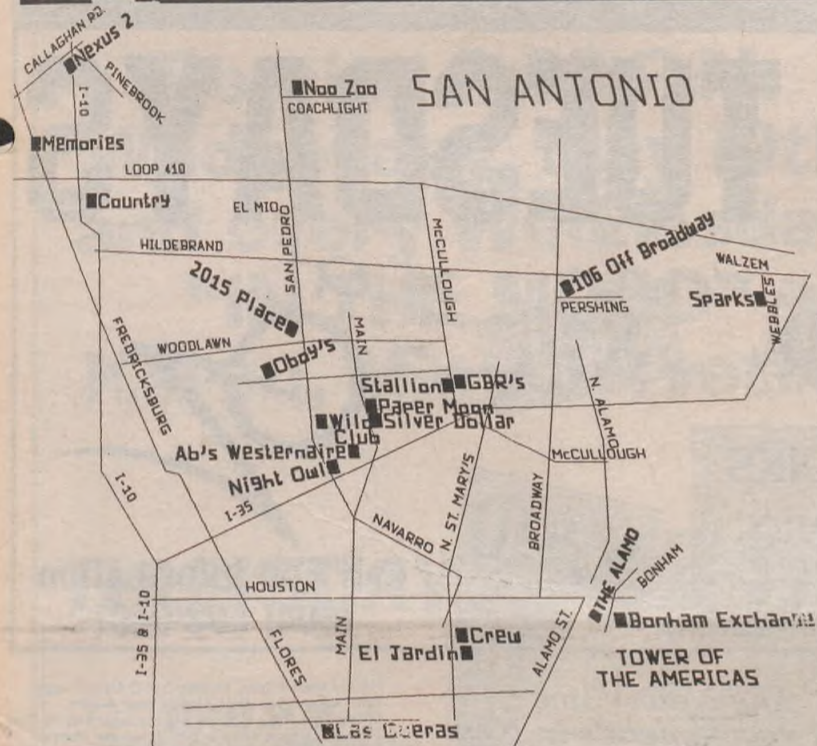 CALLAGHAN RD.
Nexus 2
PINEBROOK
I-10
Noo Zoo
COACHLIGHT
SAN ANTONIO
Memories
LOOP 410
Country
EL MIO
SAN PEDRO
McCULLOUGH
HILDEBRAND
106 Off Broadway
WALZEM
PERSHING
Sparks
WEBBLES
2015 Place
MAIN
FREDRICKSBURG
WOODLAWN
Oboy's
Stallion
GBR's
Paper Moon
Wild
Club
Silver Dollar
N. ALAMO
Ab's Westernaire
McCULLOUGH
Night Owl
I-35
I-10
NAVARRO
N. ST. MARY'S
BROADWAY
HOUSTON
THE ALAMO
BONHAM
Bonham Exchange
I-35 & I-10
FLORES
MAIN
Crew
El Jardin
ALAMO ST.
TOWER OF
THE AMERICAS
Las Gueras